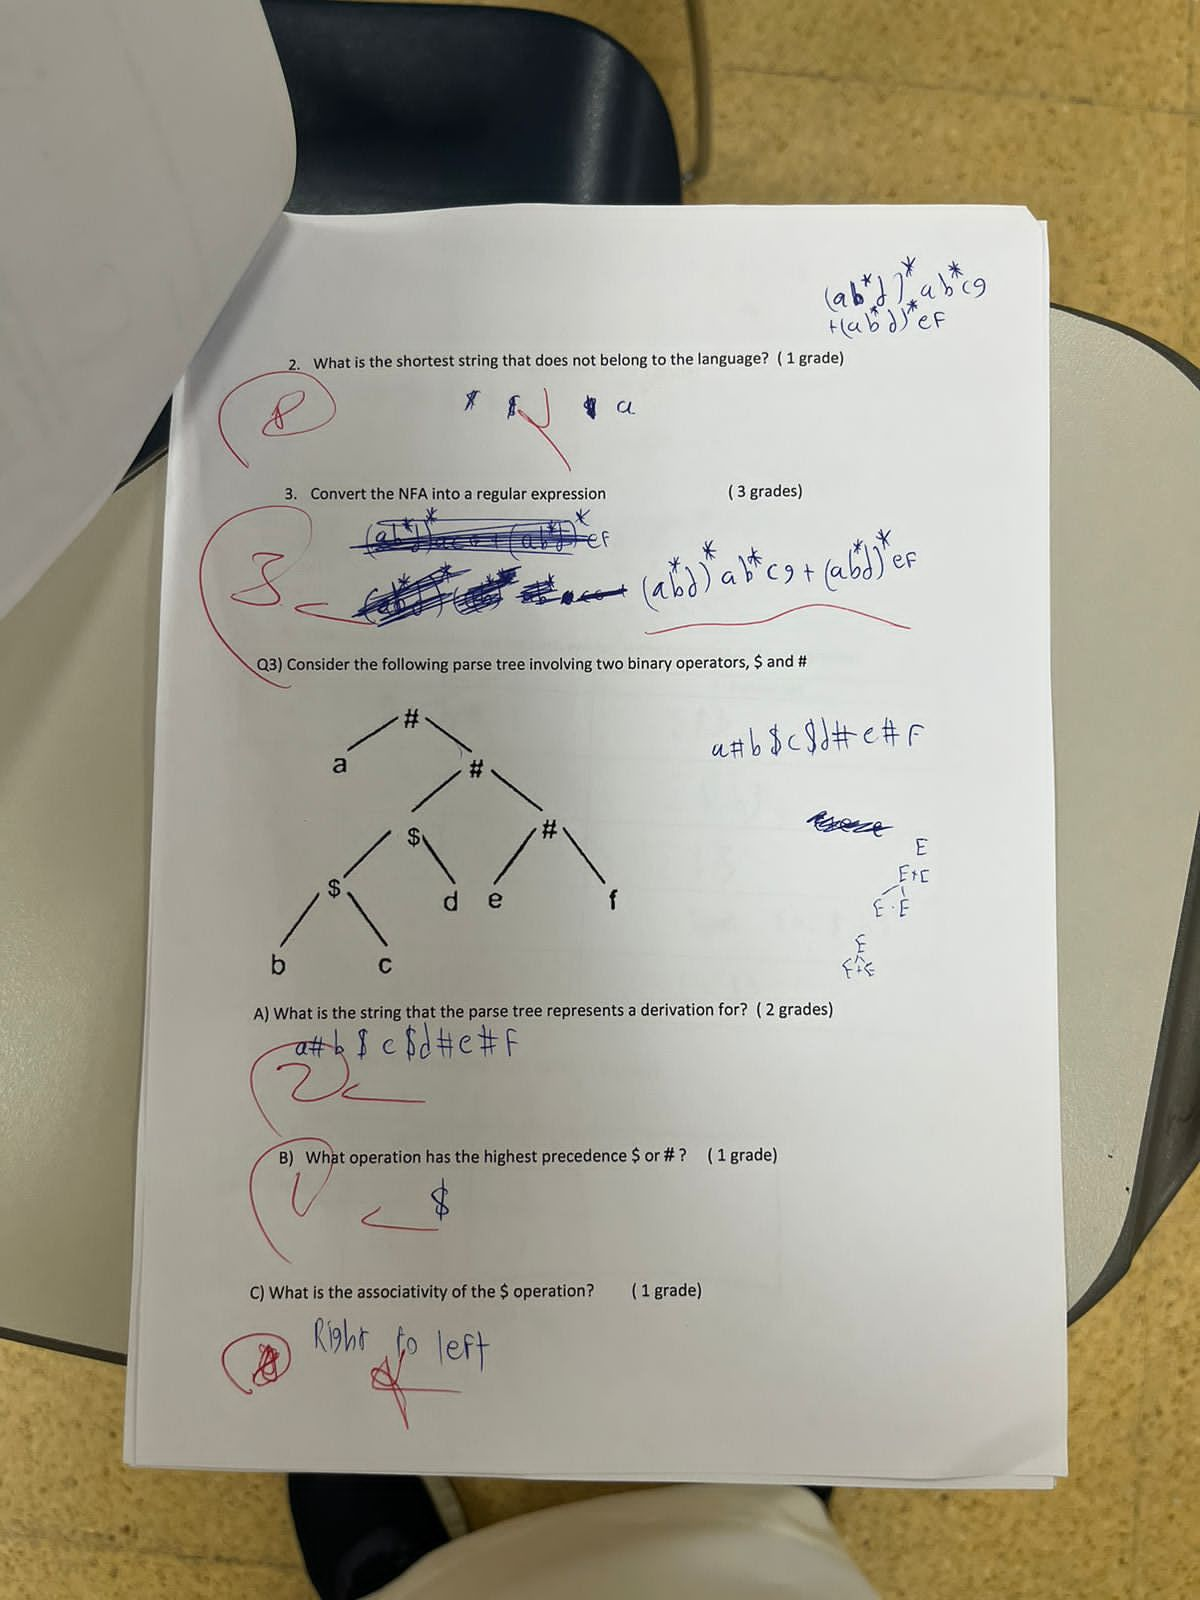 (ab*d)*ab*cg
+(ab*d)*ef
2. What is the shortest string that does not belong to the language? ( 1 grade)
a
3. Convert the NFA into a regular expression ( 3 grades)
(ab*d)*ab*cg+(ab*d)*ef
3
Q3) Consider the following parse tree involving two binary operators, $ and #
#
a#b$c$d#e#f
a #
$ #
$ d e f
b c
E
E+E
E·E
E
E+E
A) What is the string that the parse tree represents a derivation for? ( 2 grades)
a#b$c$d#e#f
2
B) What operation has the highest precedence $ or # ? ( 1 grade)
1
$
C) What is the associativity of the $ operation? ( 1 grade)
Right to left